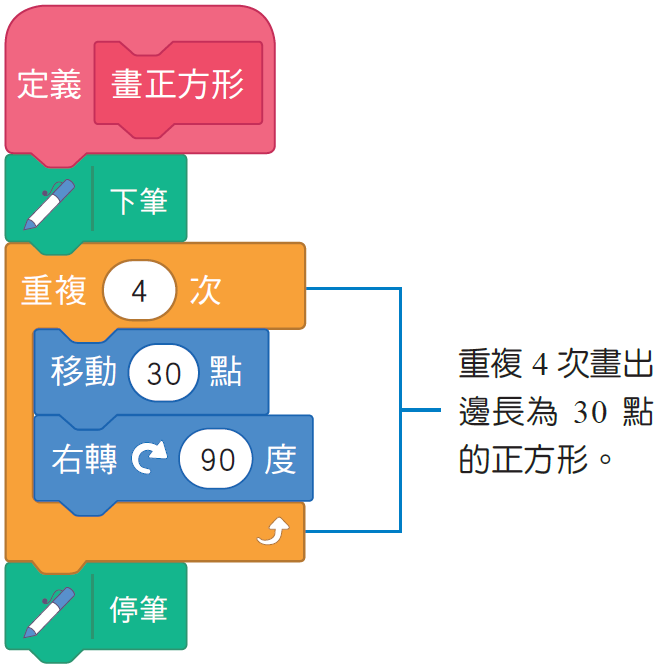 定義 畫正方形
下筆
重複 4 次
移動 30 點
右轉 90 度
停筆
重複 4 次畫出
邊長為 30 點
的正方形。